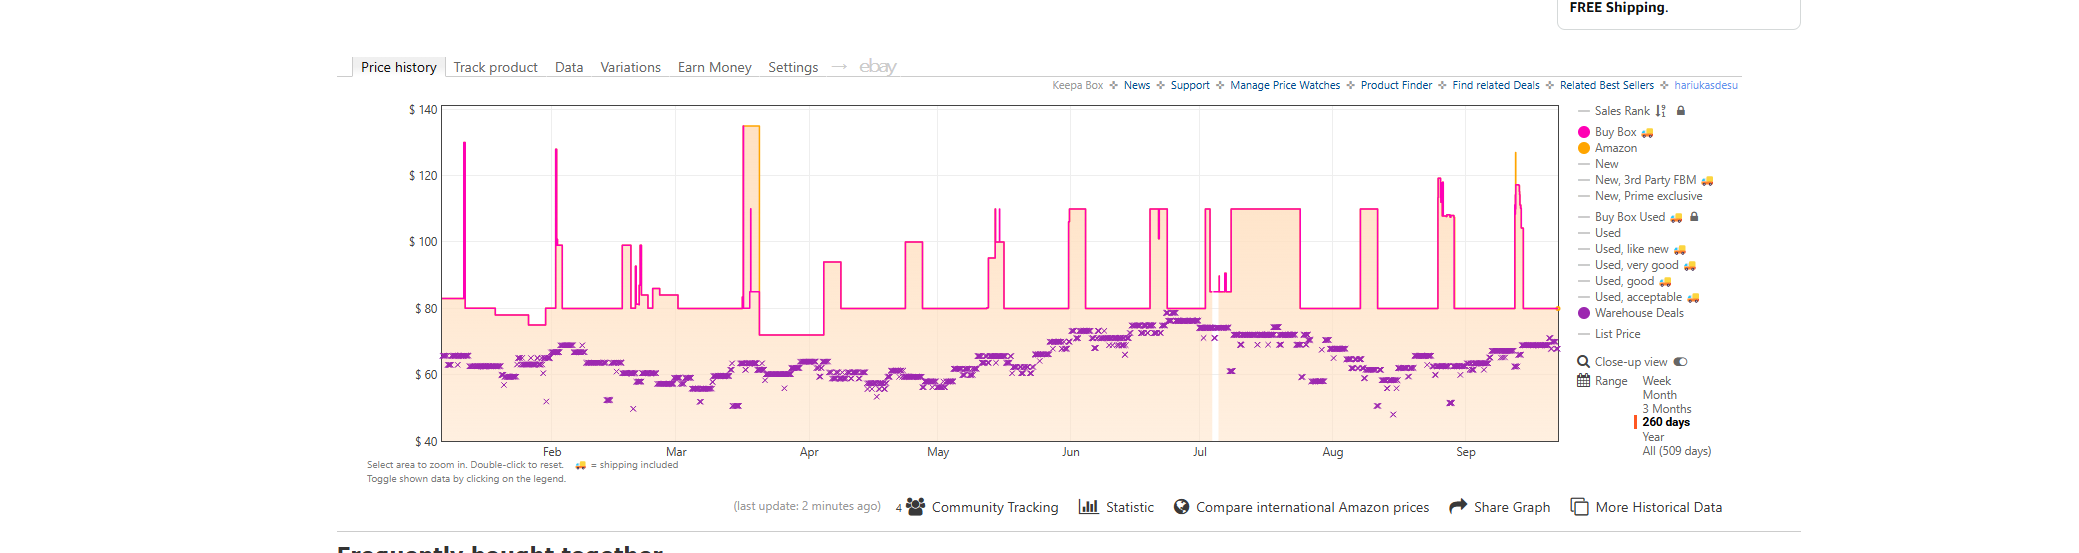 FREE Shipping.
Price history Track product Data Variations Earn Money Settings → ebay
Keepa Box News Support Manage Price Watches Product Finder Find related Deals Related Best Sellers hariukasdesu
$ 140
$ 120
$ 100
$ 80
$ 60
$ 40
Feb Mar Apr May Jun Jul Aug Sep
Sales Rank
Buy Box
Amazon
New
New, 3rd Party FBM
New, Prime exclusive
Buy Box Used
Used
Used, like new
Used, very good
Used, good
Used, acceptable
Warehouse Deals
List Price
Close-up view
Range Week
Month
3 Months
260 days
Year
All (509 days)
Select area to zoom in. Double-click to reset. = shipping included
Toggle shown data by clicking on the legend.
(last update: 2 minutes ago) 4 Community Tracking Statistic Compare international Amazon prices Share Graph More Historical Data
Frequently bought together